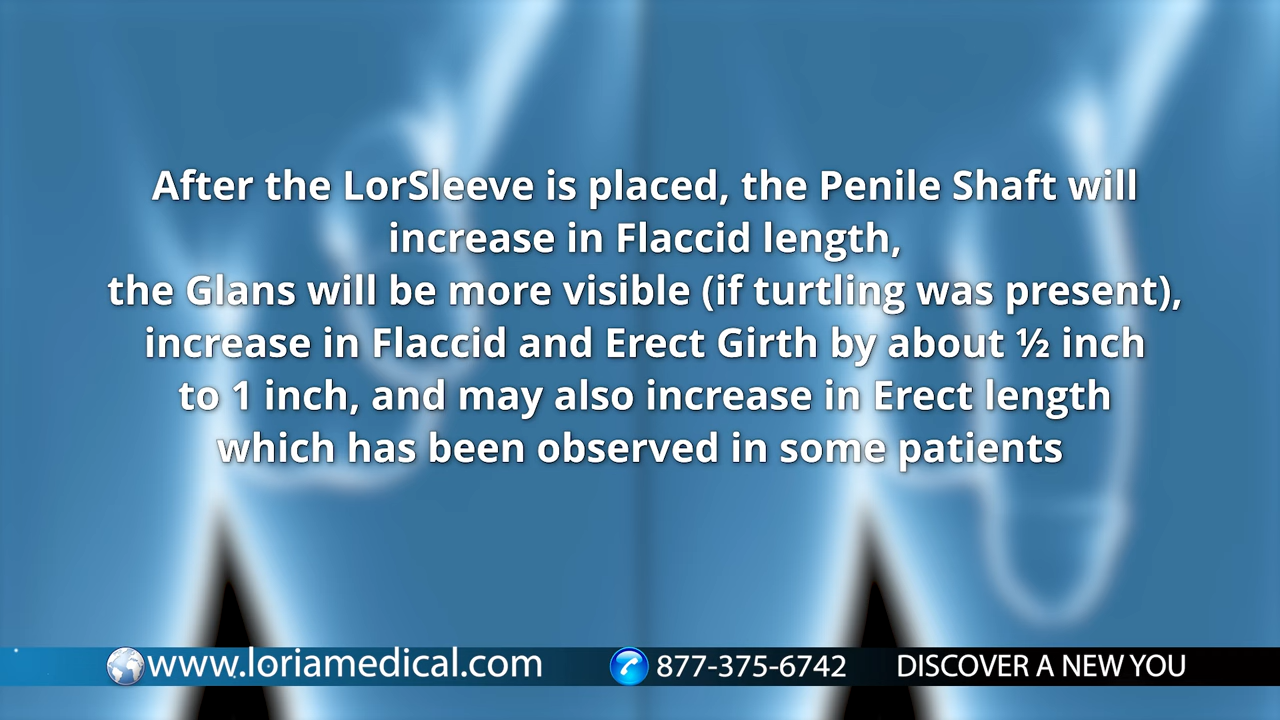 After the LorSleeve is placed, the Penile Shaft will
increase in Flaccid length,
the Glans will be more visible (if turtling was present),
increase in Flaccid and Erect Girth by about ½ inch
to 1 inch, and may also increase in Erect length
which has been observed in some patients
www.loriamedical.com 877-375-6742 DISCOVER A NEW YOU